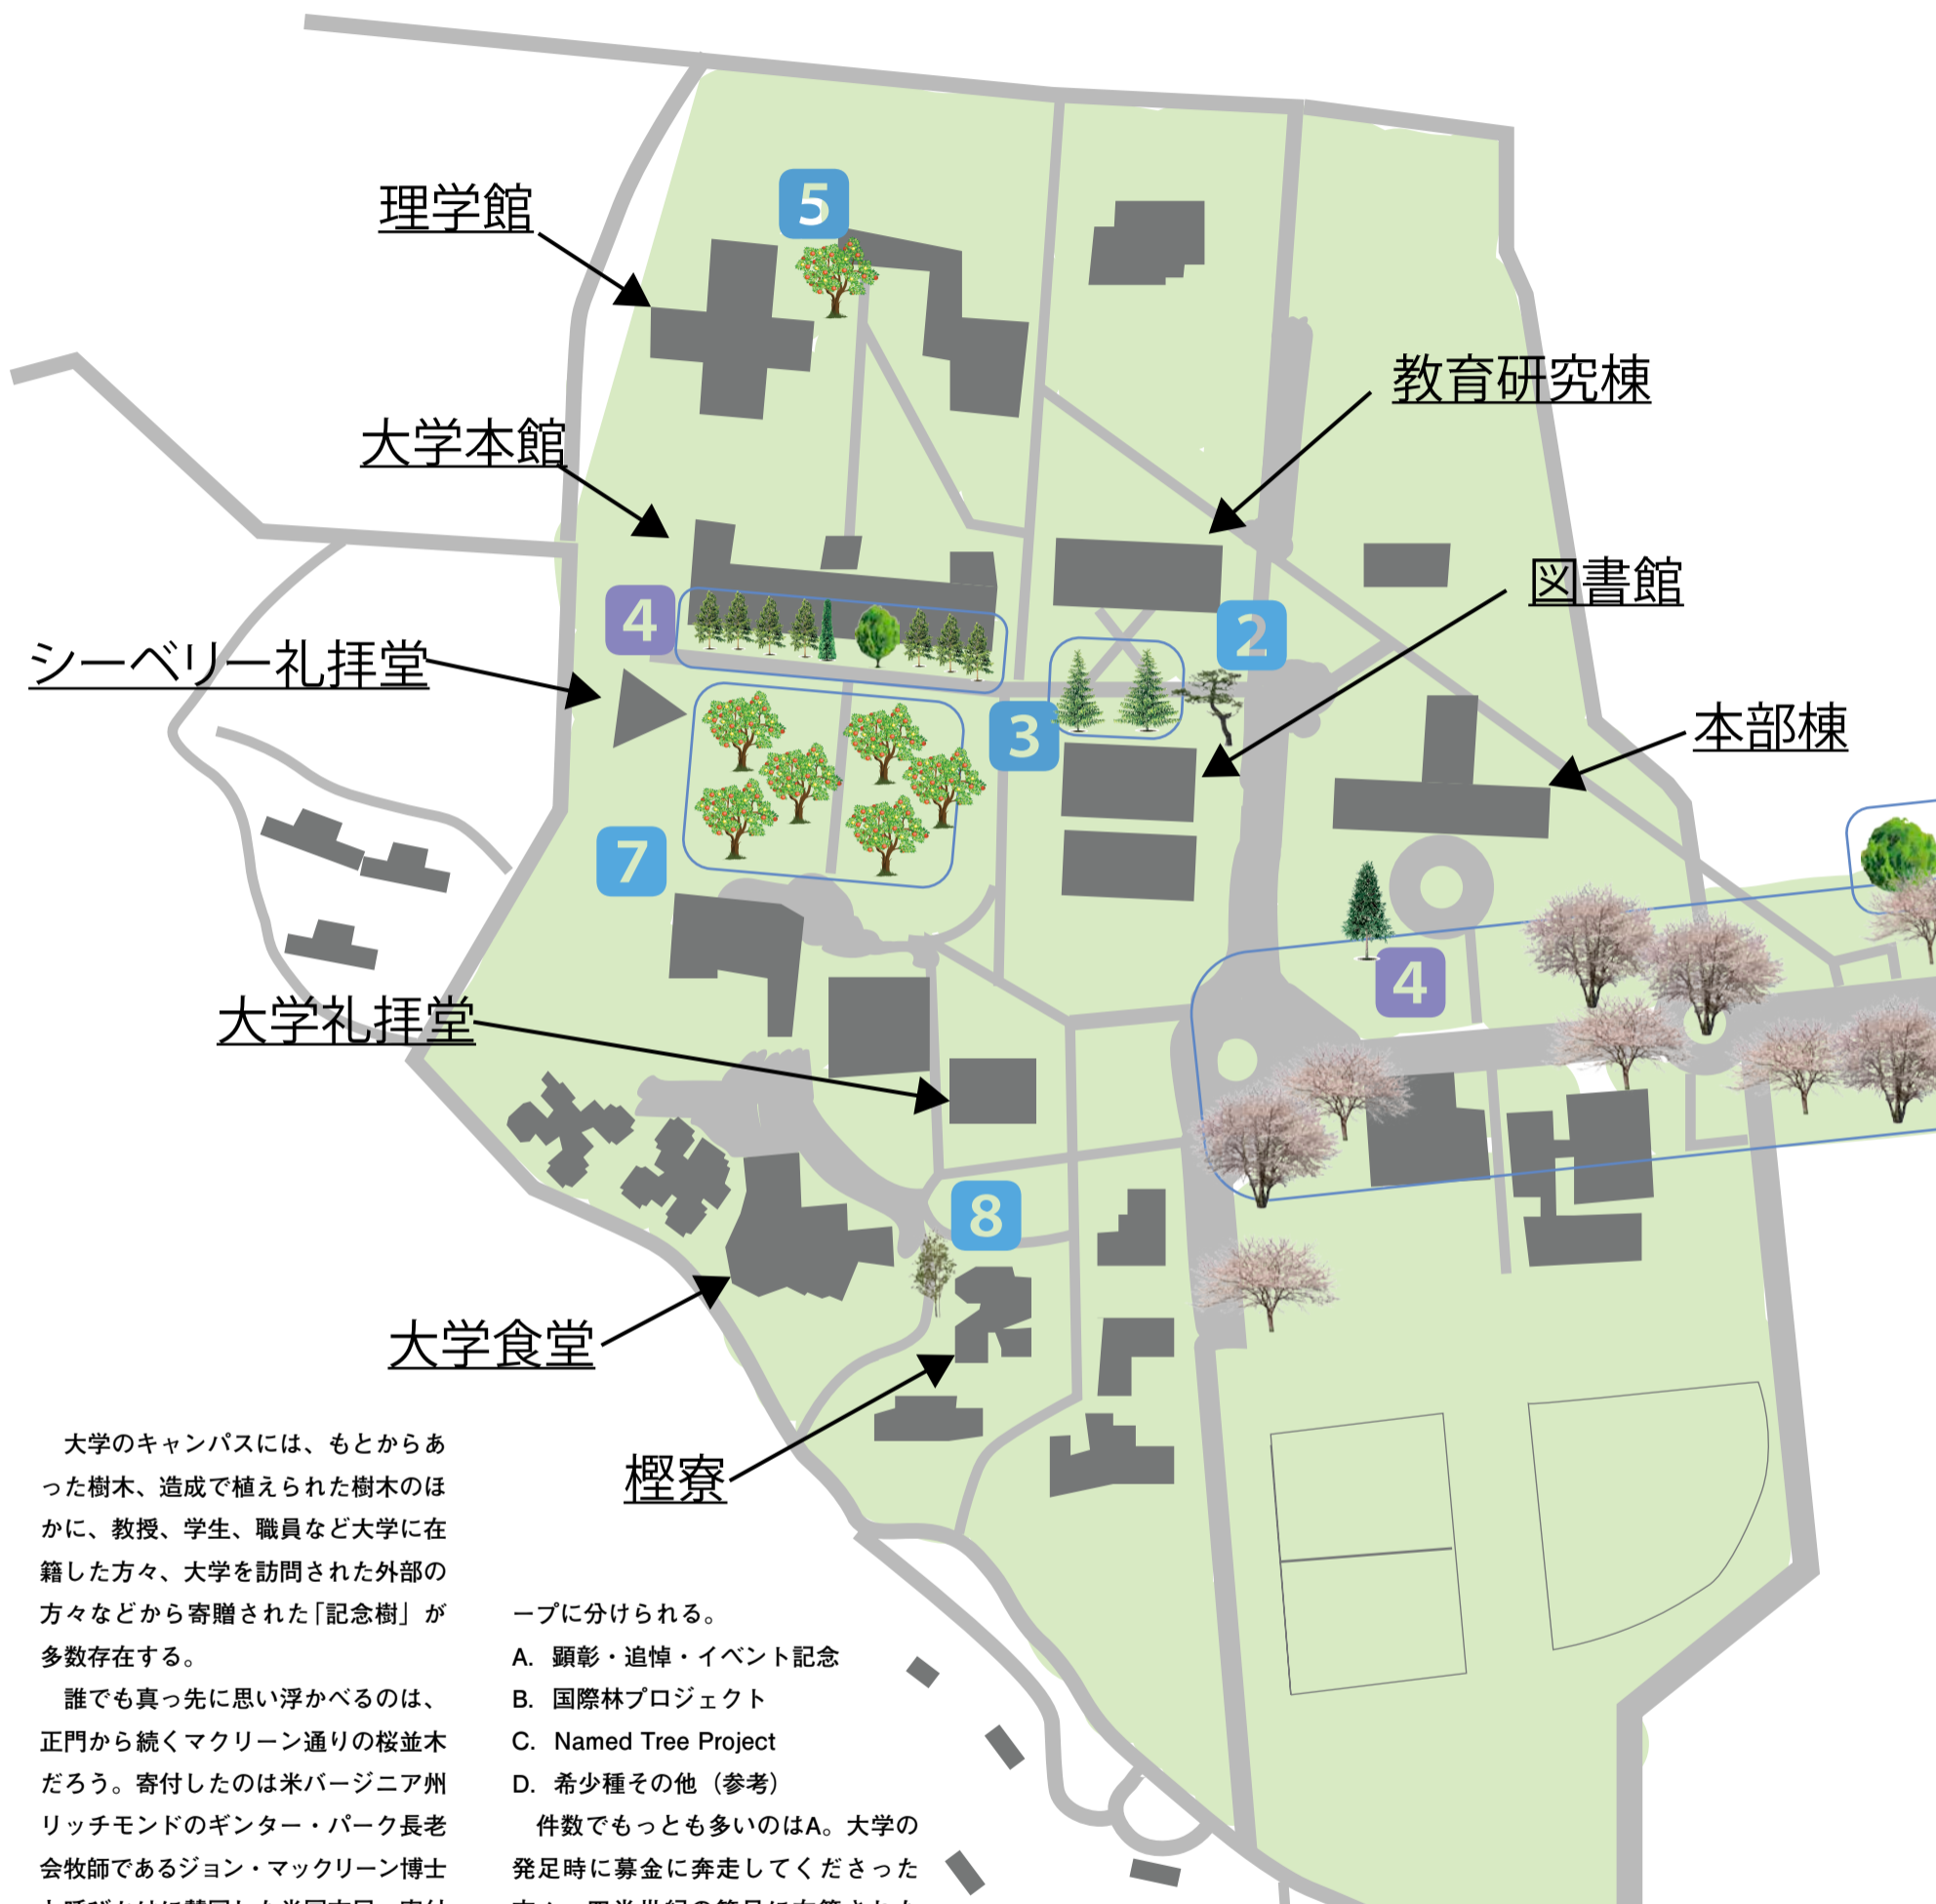 5
理学館
教育研究棟
大学本館
図書館
4
2
シーベリー礼拝堂
3
本部棟
7
4
大学礼拝堂
8
大学食堂
樫寮
大学のキャンパスには、もとからあ
った樹木、造成で植えられた樹木のほ
かに、教授、学生、職員など大学に在
籍した方々、大学を訪問された外部の
方々などから寄贈された「記念樹」が
多数存在する。
誰でも真っ先に思い浮かべるのは、
正門から続くマクリーン通りの桜並木
だろう。寄付したのは米バージニア州
リッチモンドのギンター・パーク長老
会牧師であるジョン・マックリーン博士
ープに分けられる。
A. 顕彰・追悼・イベント記念
B. 国際林プロジェクト
C. Named Tree Project
D. 希少種その他（参考）
件数でもっとも多いのはA。大学の
発足時に募金に奔走してくださった